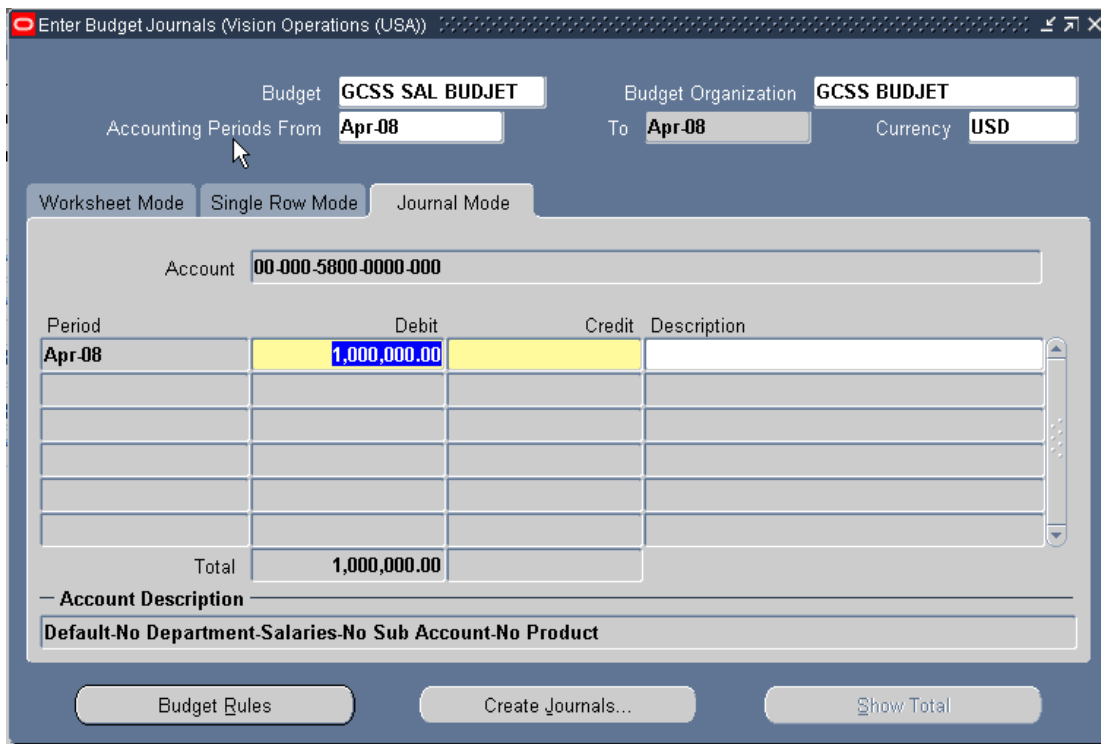 Enter Budget Journals (Vision Operations (USA))
Budget GCSS SAL BUDJET Budget Organization GCSS BUDJET
Accounting Periods From Apr-08 To Apr-08 Currency USD
Worksheet Mode Single Row Mode Journal Mode
Account 00-000-5800-0000-000
Period Debit Credit Description
Apr-08 1,000,000.00
Total 1,000,000.00
Account Description
Default-No Department-Salaries-No Sub Account-No Product
Budget Rules Create Journals... Show Total